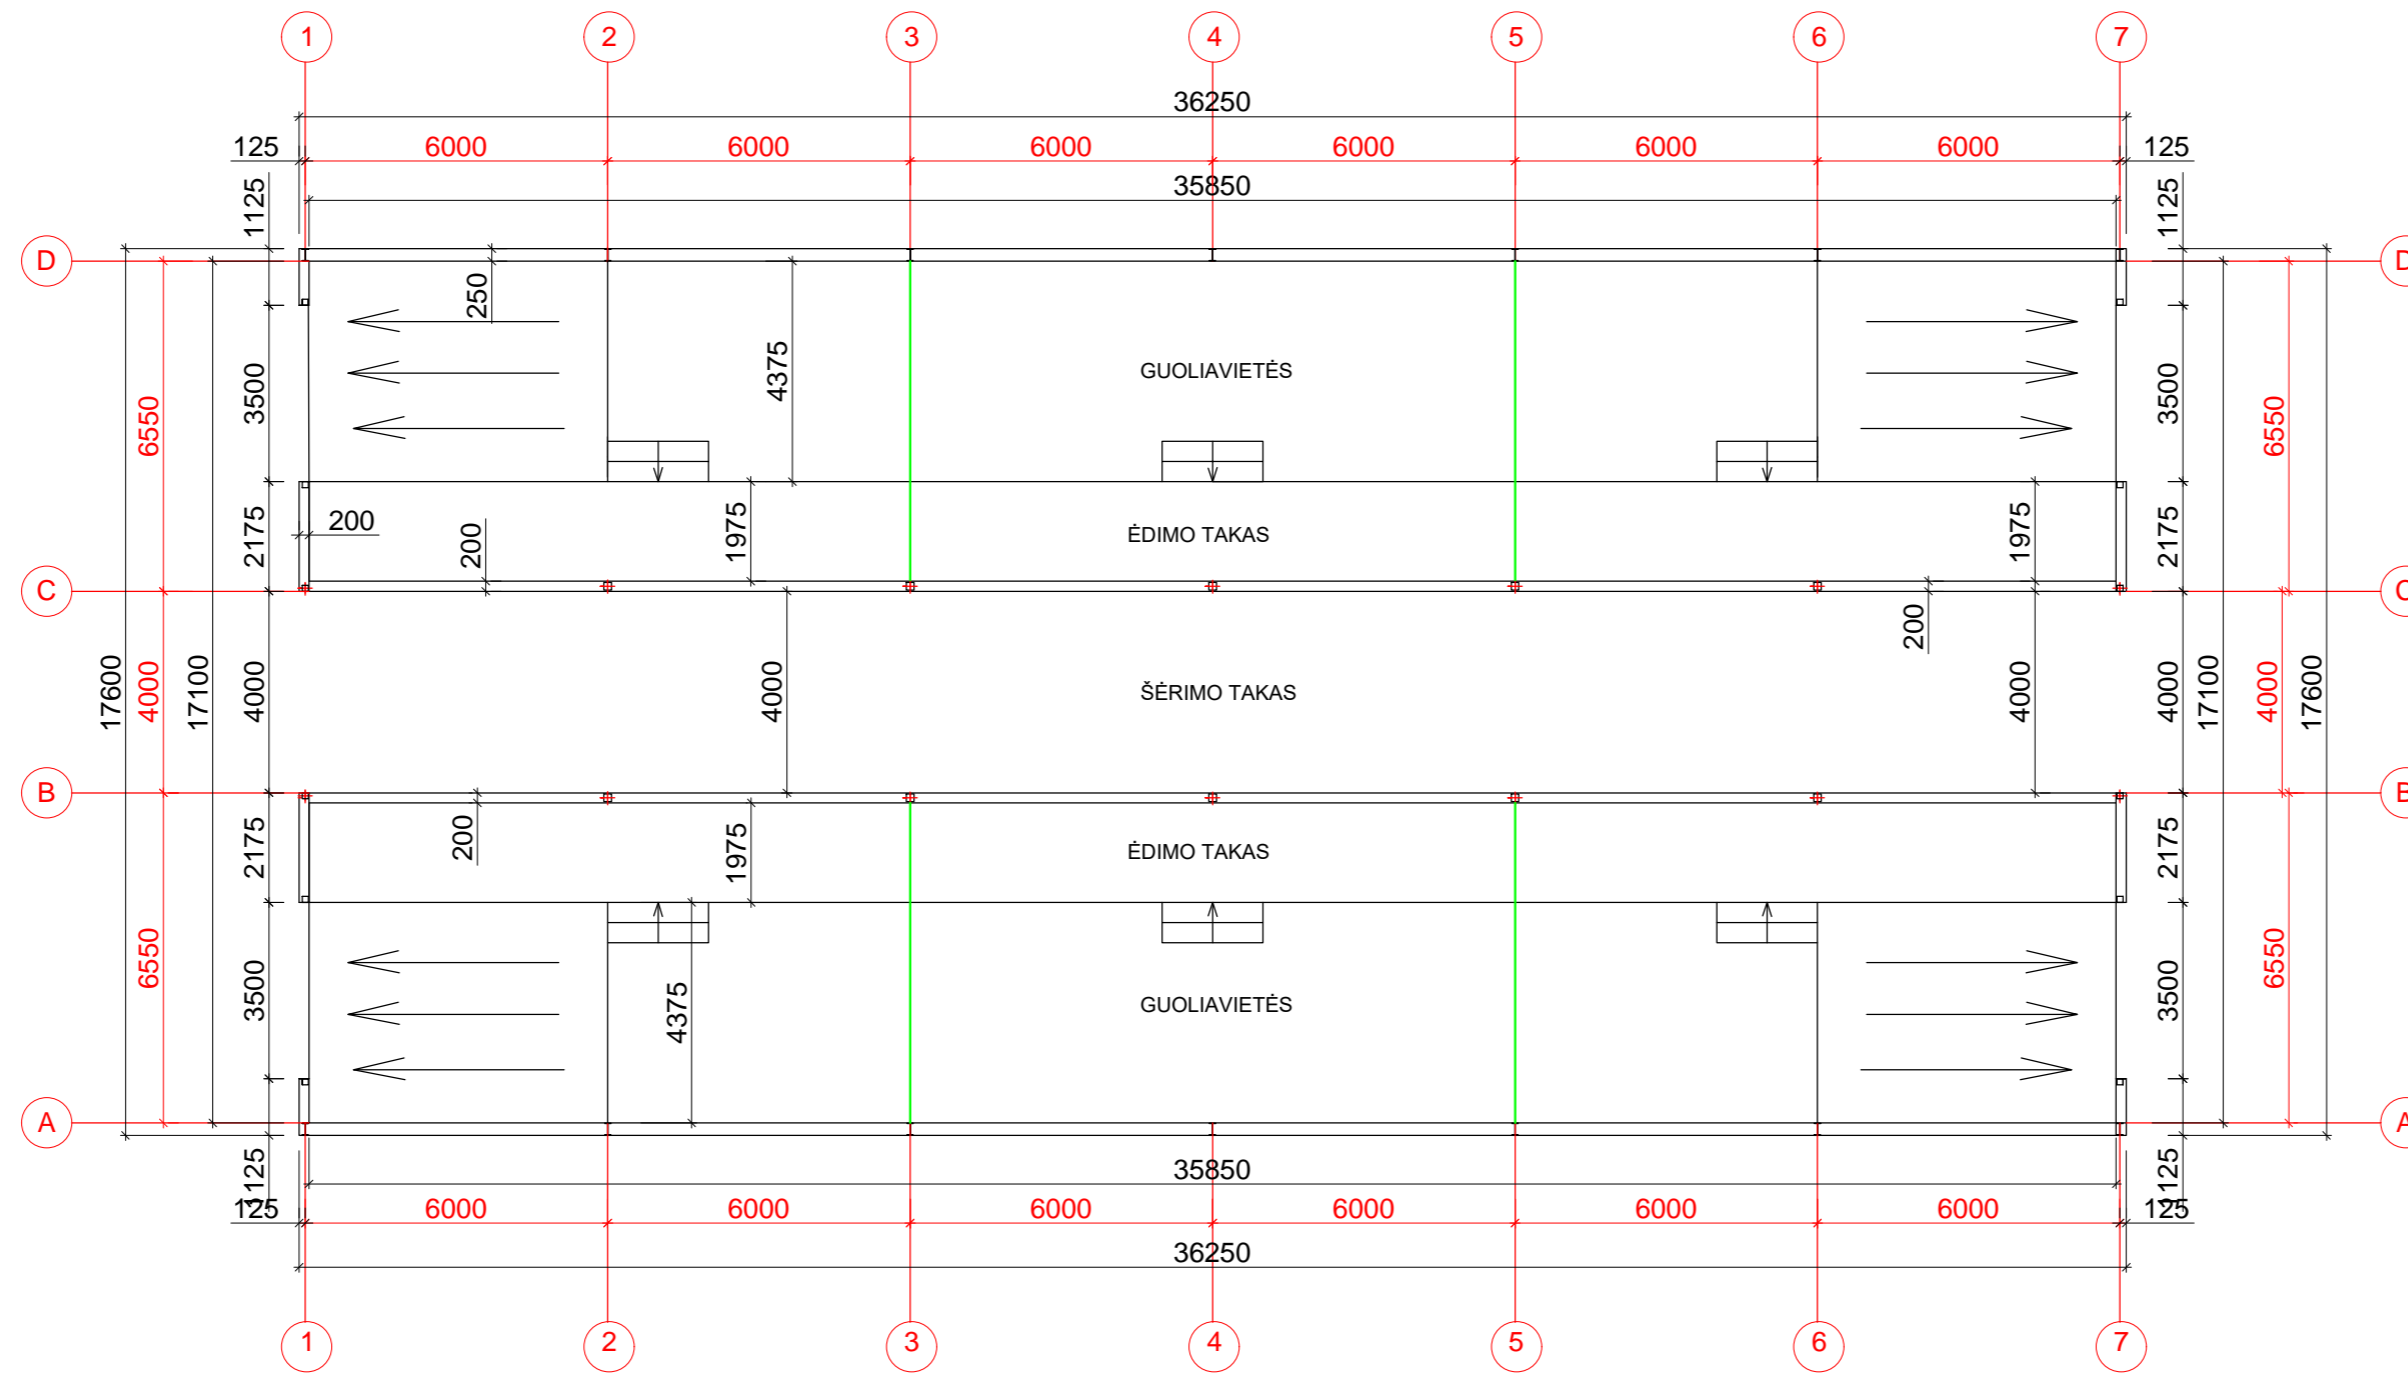 1 2 3 4 5 6 7
36250
125 6000 6000 6000 6000 6000 6000 125
35850
1125 1125
D D
250
3500 4375 GUOLIAVIETĖS 3500
6550 6550
2175 200 200 1975 ĖDIMO TAKAS 1975 2175
C C
200
17600 4000 17100 4000 4000 ŠĖRIMO TAKAS 4000 4000 17100 4000 17600
B B
2175 200 1975 ĖDIMO TAKAS 2175
6550 6550
3500 4375 GUOLIAVIETĖS 3500
A A
1125 1125
35850
125 6000 6000 6000 6000 6000 6000 125
36250
1 2 3 4 5 6 7